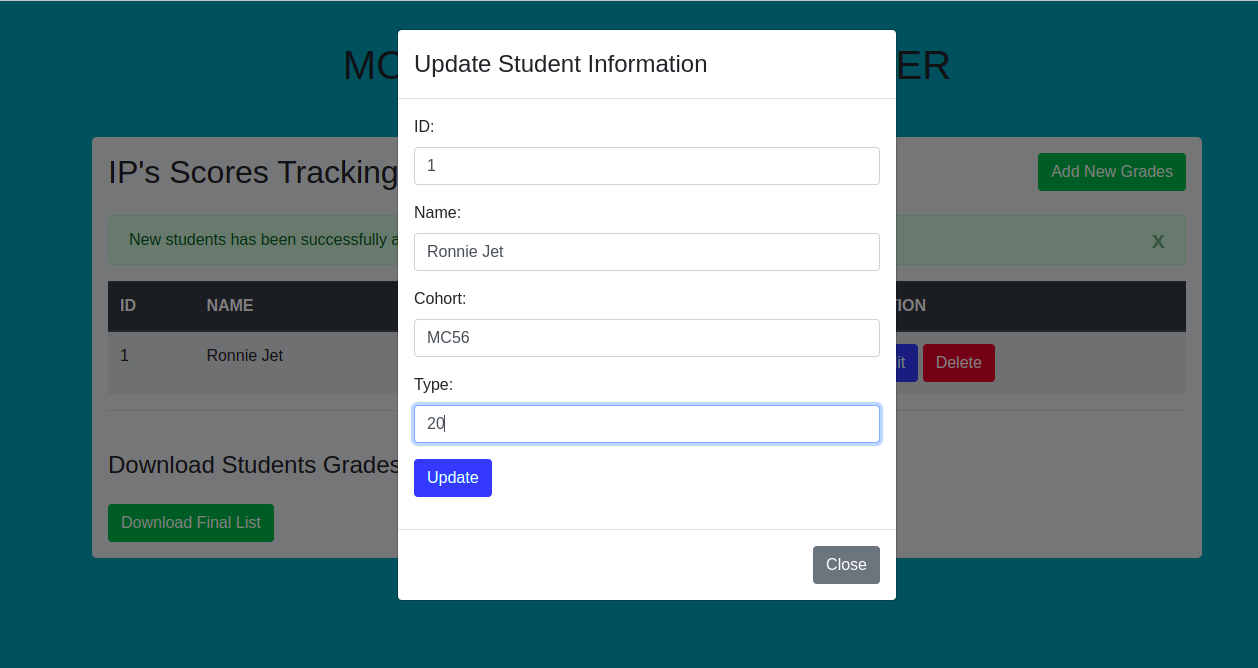 MC ER
Update Student Information
ID:
1
Name:
Ronnie Jet
Cohort:
MC56
Type:
20
Update
Close
IP's Scores Tracking
Add New Grades
New students has been successfully a
x
ID NAME ION
1 Ronnie Jet it Delete
Download Students Grades
Download Final List